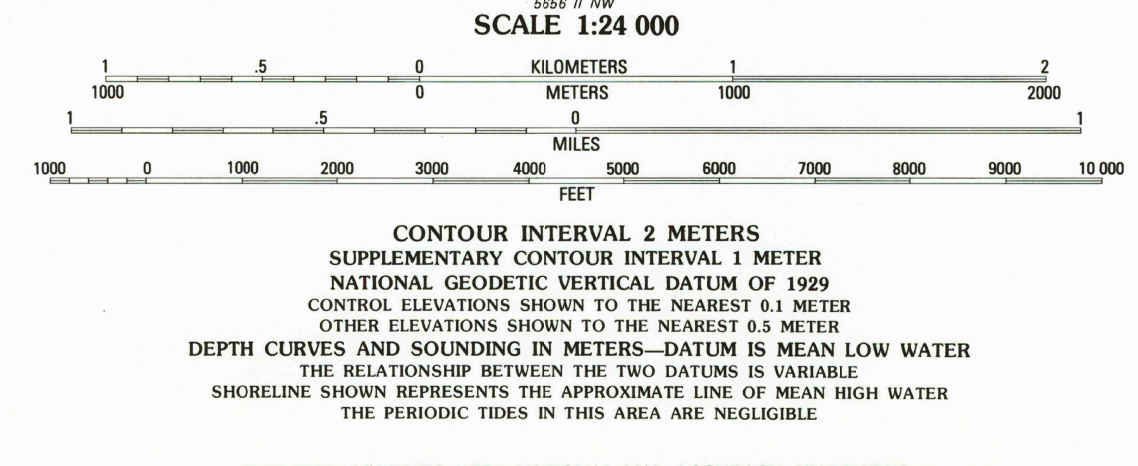 5656 II NW
SCALE 1:24 000
1 .5 0 KILOMETERS 1 2
1000 0 METERS 1000 2000
1 .5 0 1
MILES
1000 0 1000 2000 3000 4000 5000 6000 7000 8000 9000 10 000
FEET
CONTOUR INTERVAL 2 METERS
SUPPLEMENTARY CONTOUR INTERVAL 1 METER
NATIONAL GEODETIC VERTICAL DATUM OF 1929
CONTROL ELEVATIONS SHOWN TO THE NEAREST 0.1 METER
OTHER ELEVATIONS SHOWN TO THE NEAREST 0.5 METER
DEPTH CURVES AND SOUNDING IN METERS—DATUM IS MEAN LOW WATER
THE RELATIONSHIP BETWEEN THE TWO DATUMS IS VARIABLE
SHORELINE SHOWN REPRESENTS THE APPROXIMATE LINE OF MEAN HIGH WATER
THE PERIODIC TIDES IN THIS AREA ARE NEGLIGIBLE